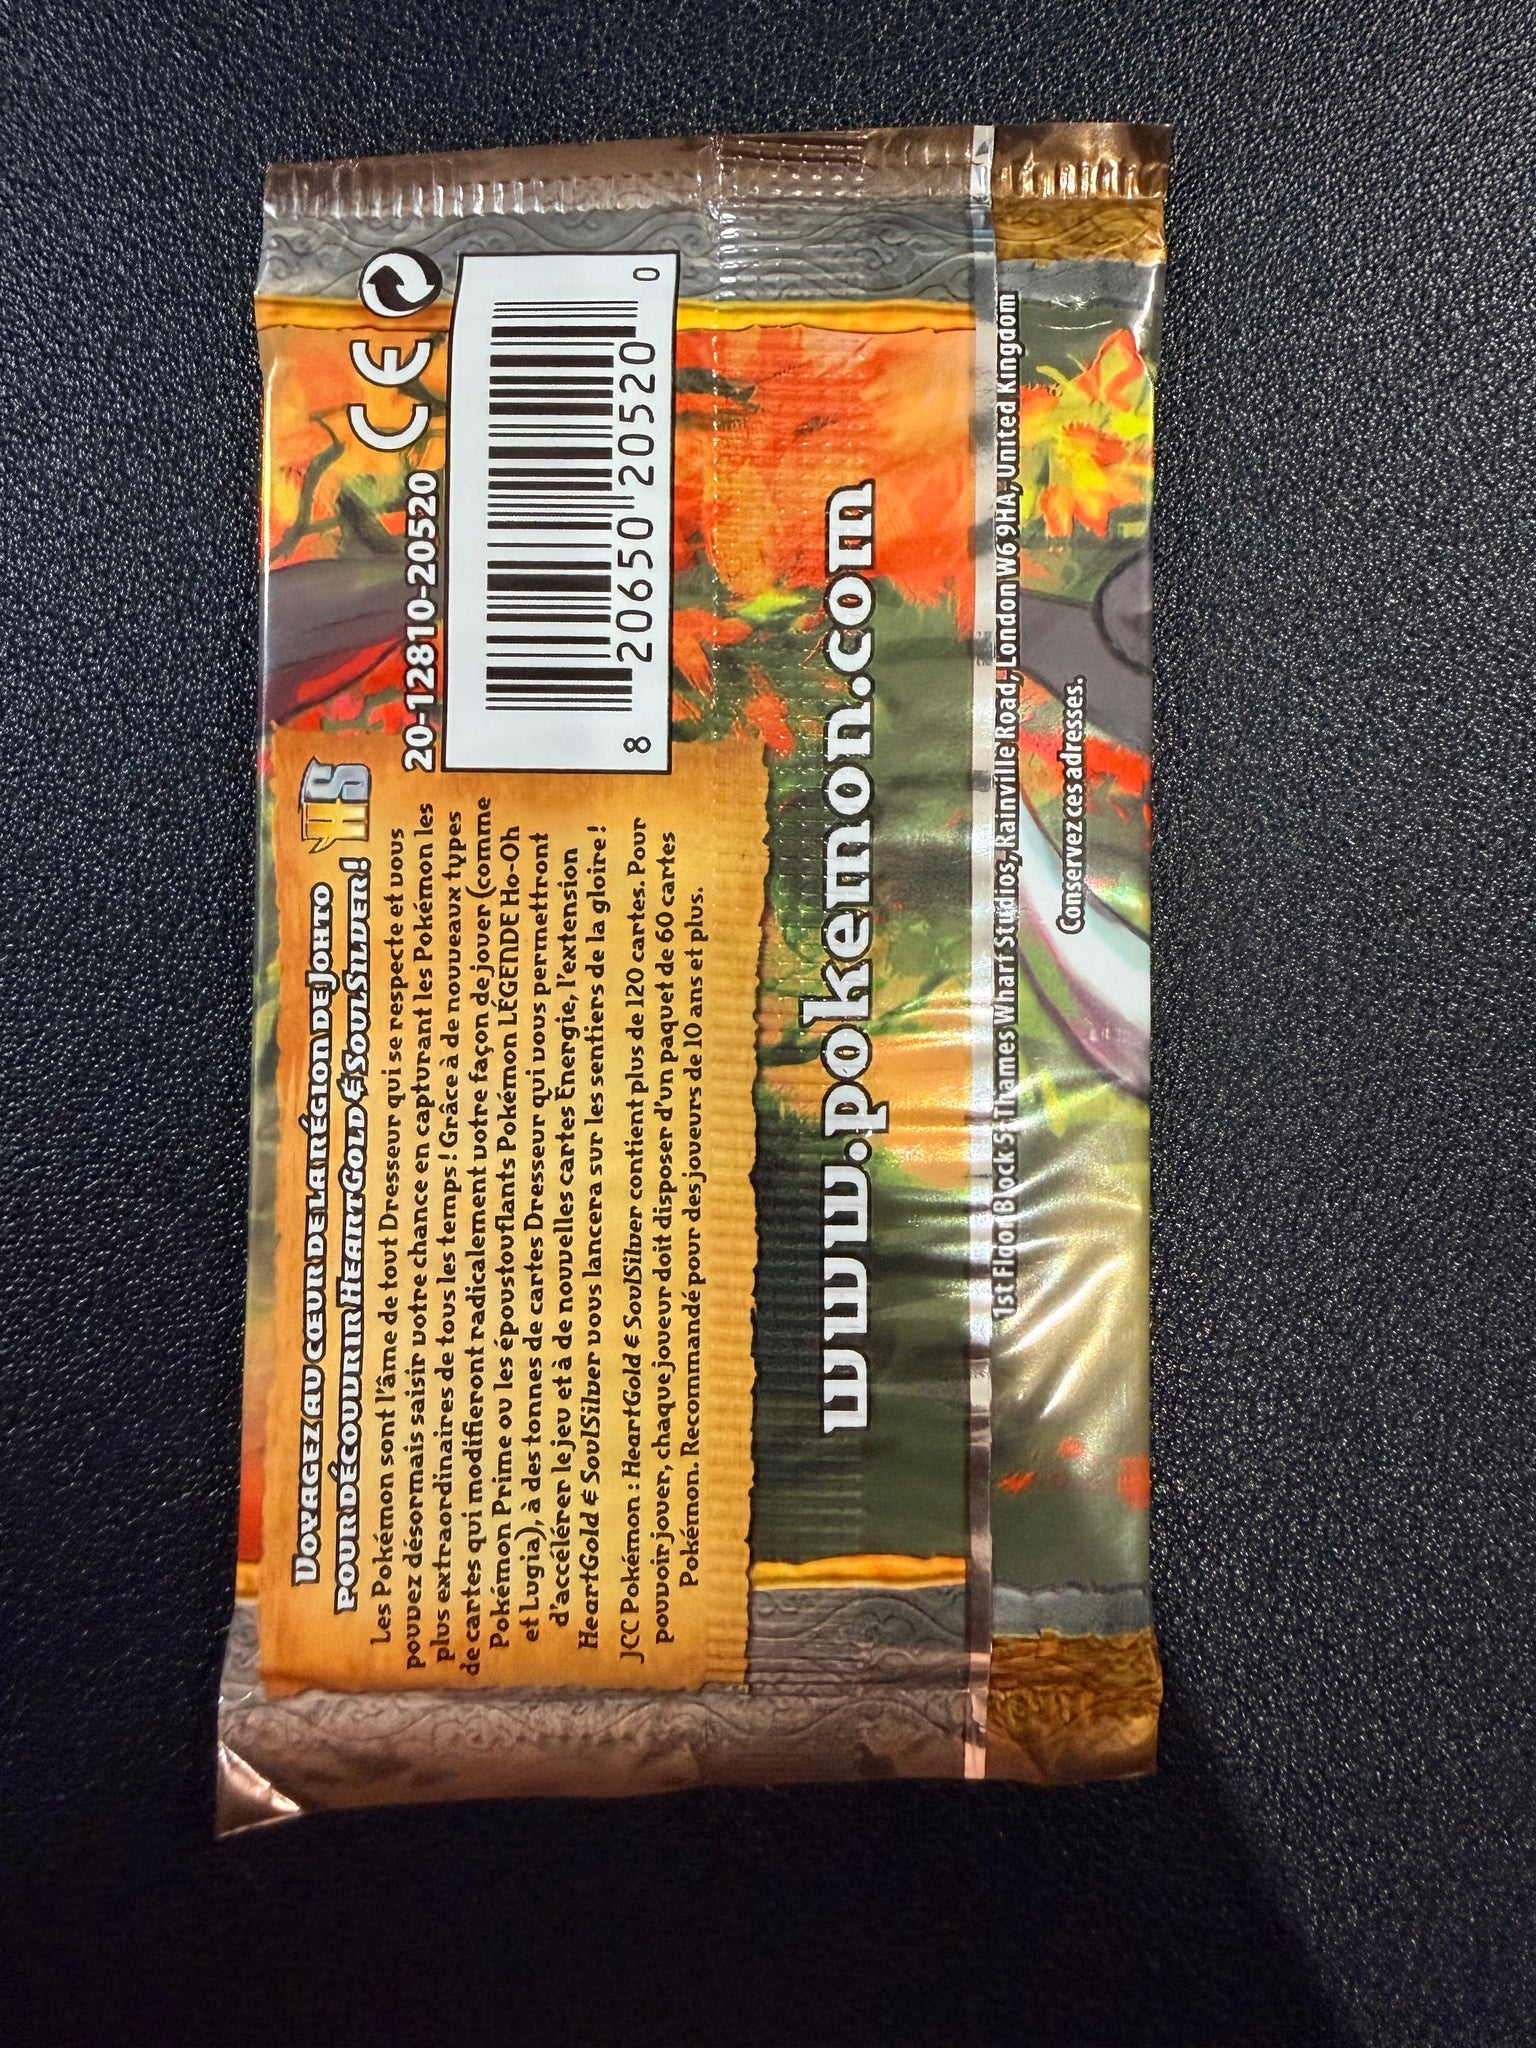 VOYAGEZ AU CŒUR DE LA RÉGION DE JOHTO
POUR DÉCOUVRIR HEARTGOLD & SOULSILVER !
HS
Les Pokémon sont l'âme de tout Dresseur qui se respecte et vous
pouvez désormais saisir votre chance en capturant les Pokémon les
plus extraordinaires de tous les temps ! Grâce à de nouveaux types
de cartes qui modifieront radicalement votre façon de jouer (comme
Pokémon Prime ou les époustouflants Pokémon LÉGENDE Ho-Oh
et Lugia), à des tonnes de cartes Dresseur qui vous permettront
d'accélérer le jeu et à de nouvelles cartes Énergie, l'extension
HeartGold & SoulSilver vous lancera sur les sentiers de la gloire !
JCC Pokémon : HeartGold & SoulSilver contient plus de 120 cartes. Pour
pouvoir jouer, chaque joueur doit disposer d'un paquet de 60 cartes
Pokémon. Recommandé pour des joueurs de 10 ans et plus.
20-12810-20520
CE
8 20650 20520 0
www.pokemon.com
1st Floor Block 5, Thames Wharf Studios, Rainville Road, London W6 9HA, United Kingdom
Conservez ces adresses.